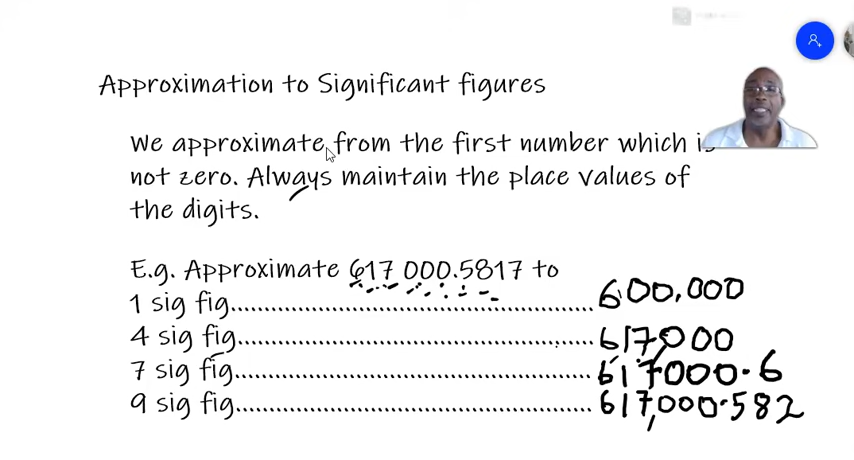 Approximation to Significant figures
We approximate from the first number which is
not zero. Always maintain the place values of
the digits.
E.g. Approximate 617 000.5817 to
1 sig fig............................................................ 600,000
4 sig fig............................................................ 617,000
7 sig fig............................................................ 617000.6
9 sig fig............................................................ 617,000.582